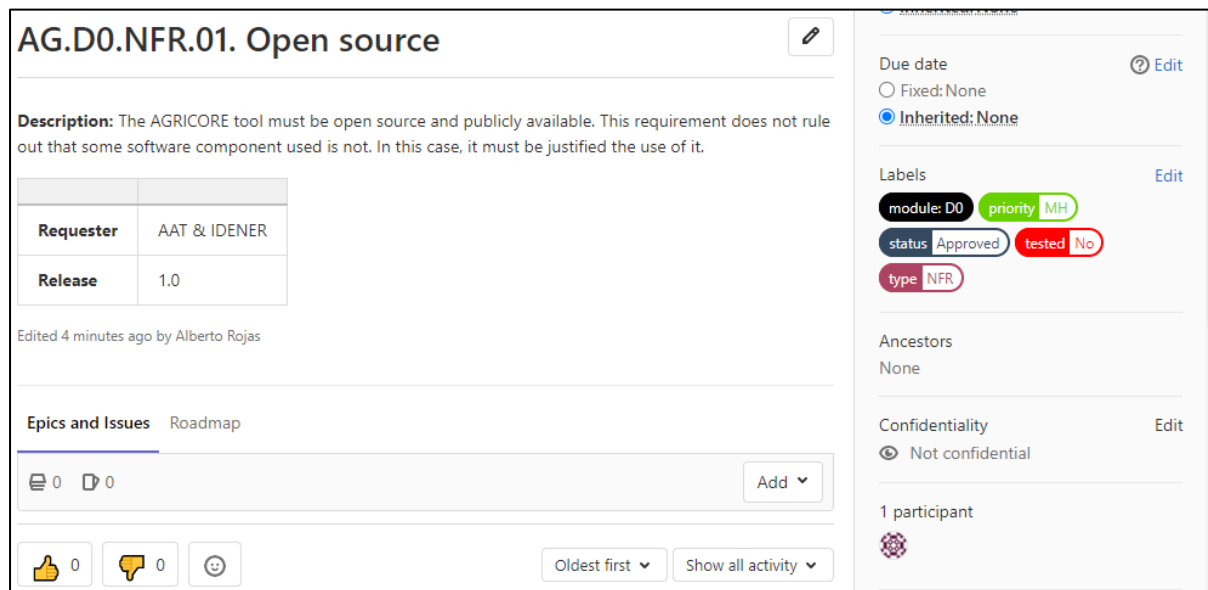 AG.D0.NFR.01. Open source
Description: The AGRICORE tool must be open source and publicly available. This requirement does not rule
out that some software component used is not. In this case, it must be justified the use of it.
Requester AAT & IDENER
Release 1.0
Edited 4 minutes ago by Alberto Rojas
Epics and Issues Roadmap
0 0 Add
0 0
Oldest first Show all activity
Inherited: None
Due date Edit
Fixed: None
Inherited: None
Labels Edit
module: D0 priority MH
status Approved tested No
type NFR
Ancestors
None
Confidentiality Edit
Not confidential
1 participant